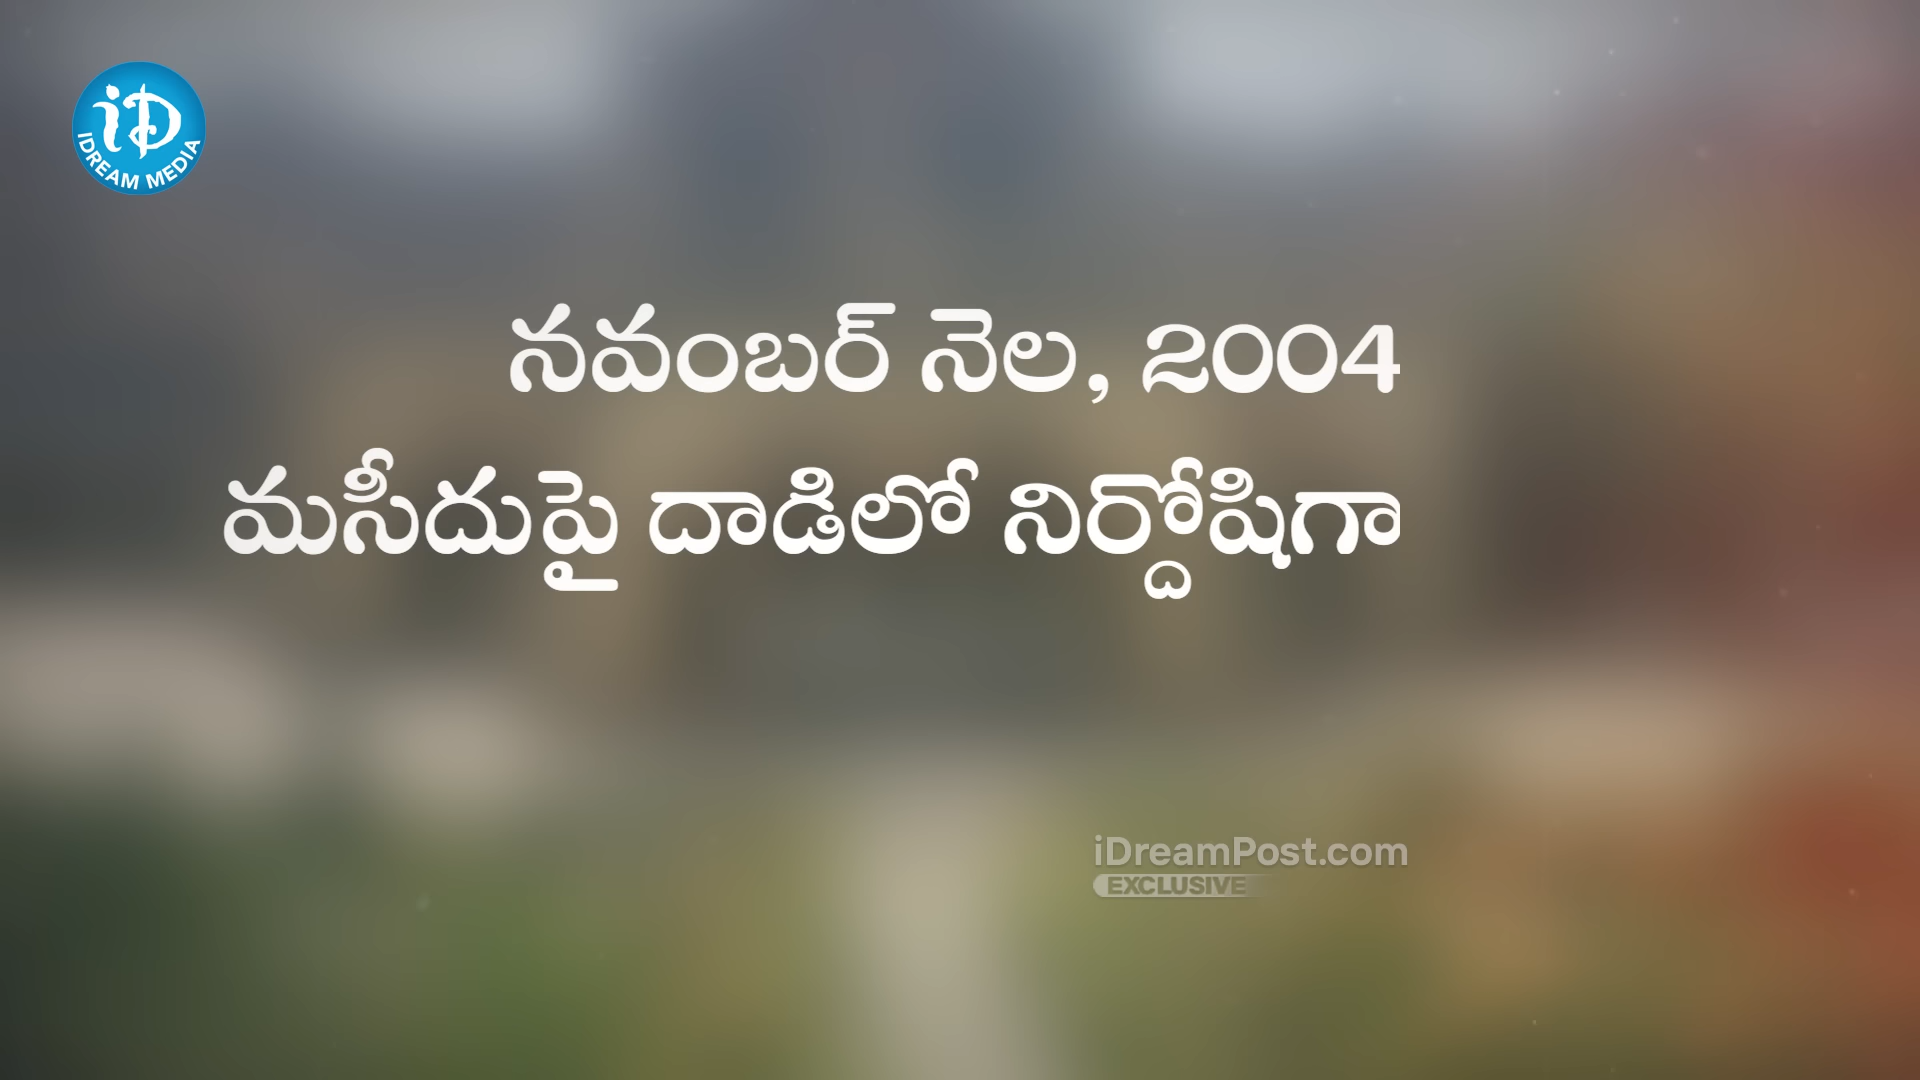 iD
IDREAM MEDIA
నవంబర్ నెల, 2004
మసీదుపై దాడిలో నిర్దోషిగా
iDreamPost.com
EXCLUSIVE